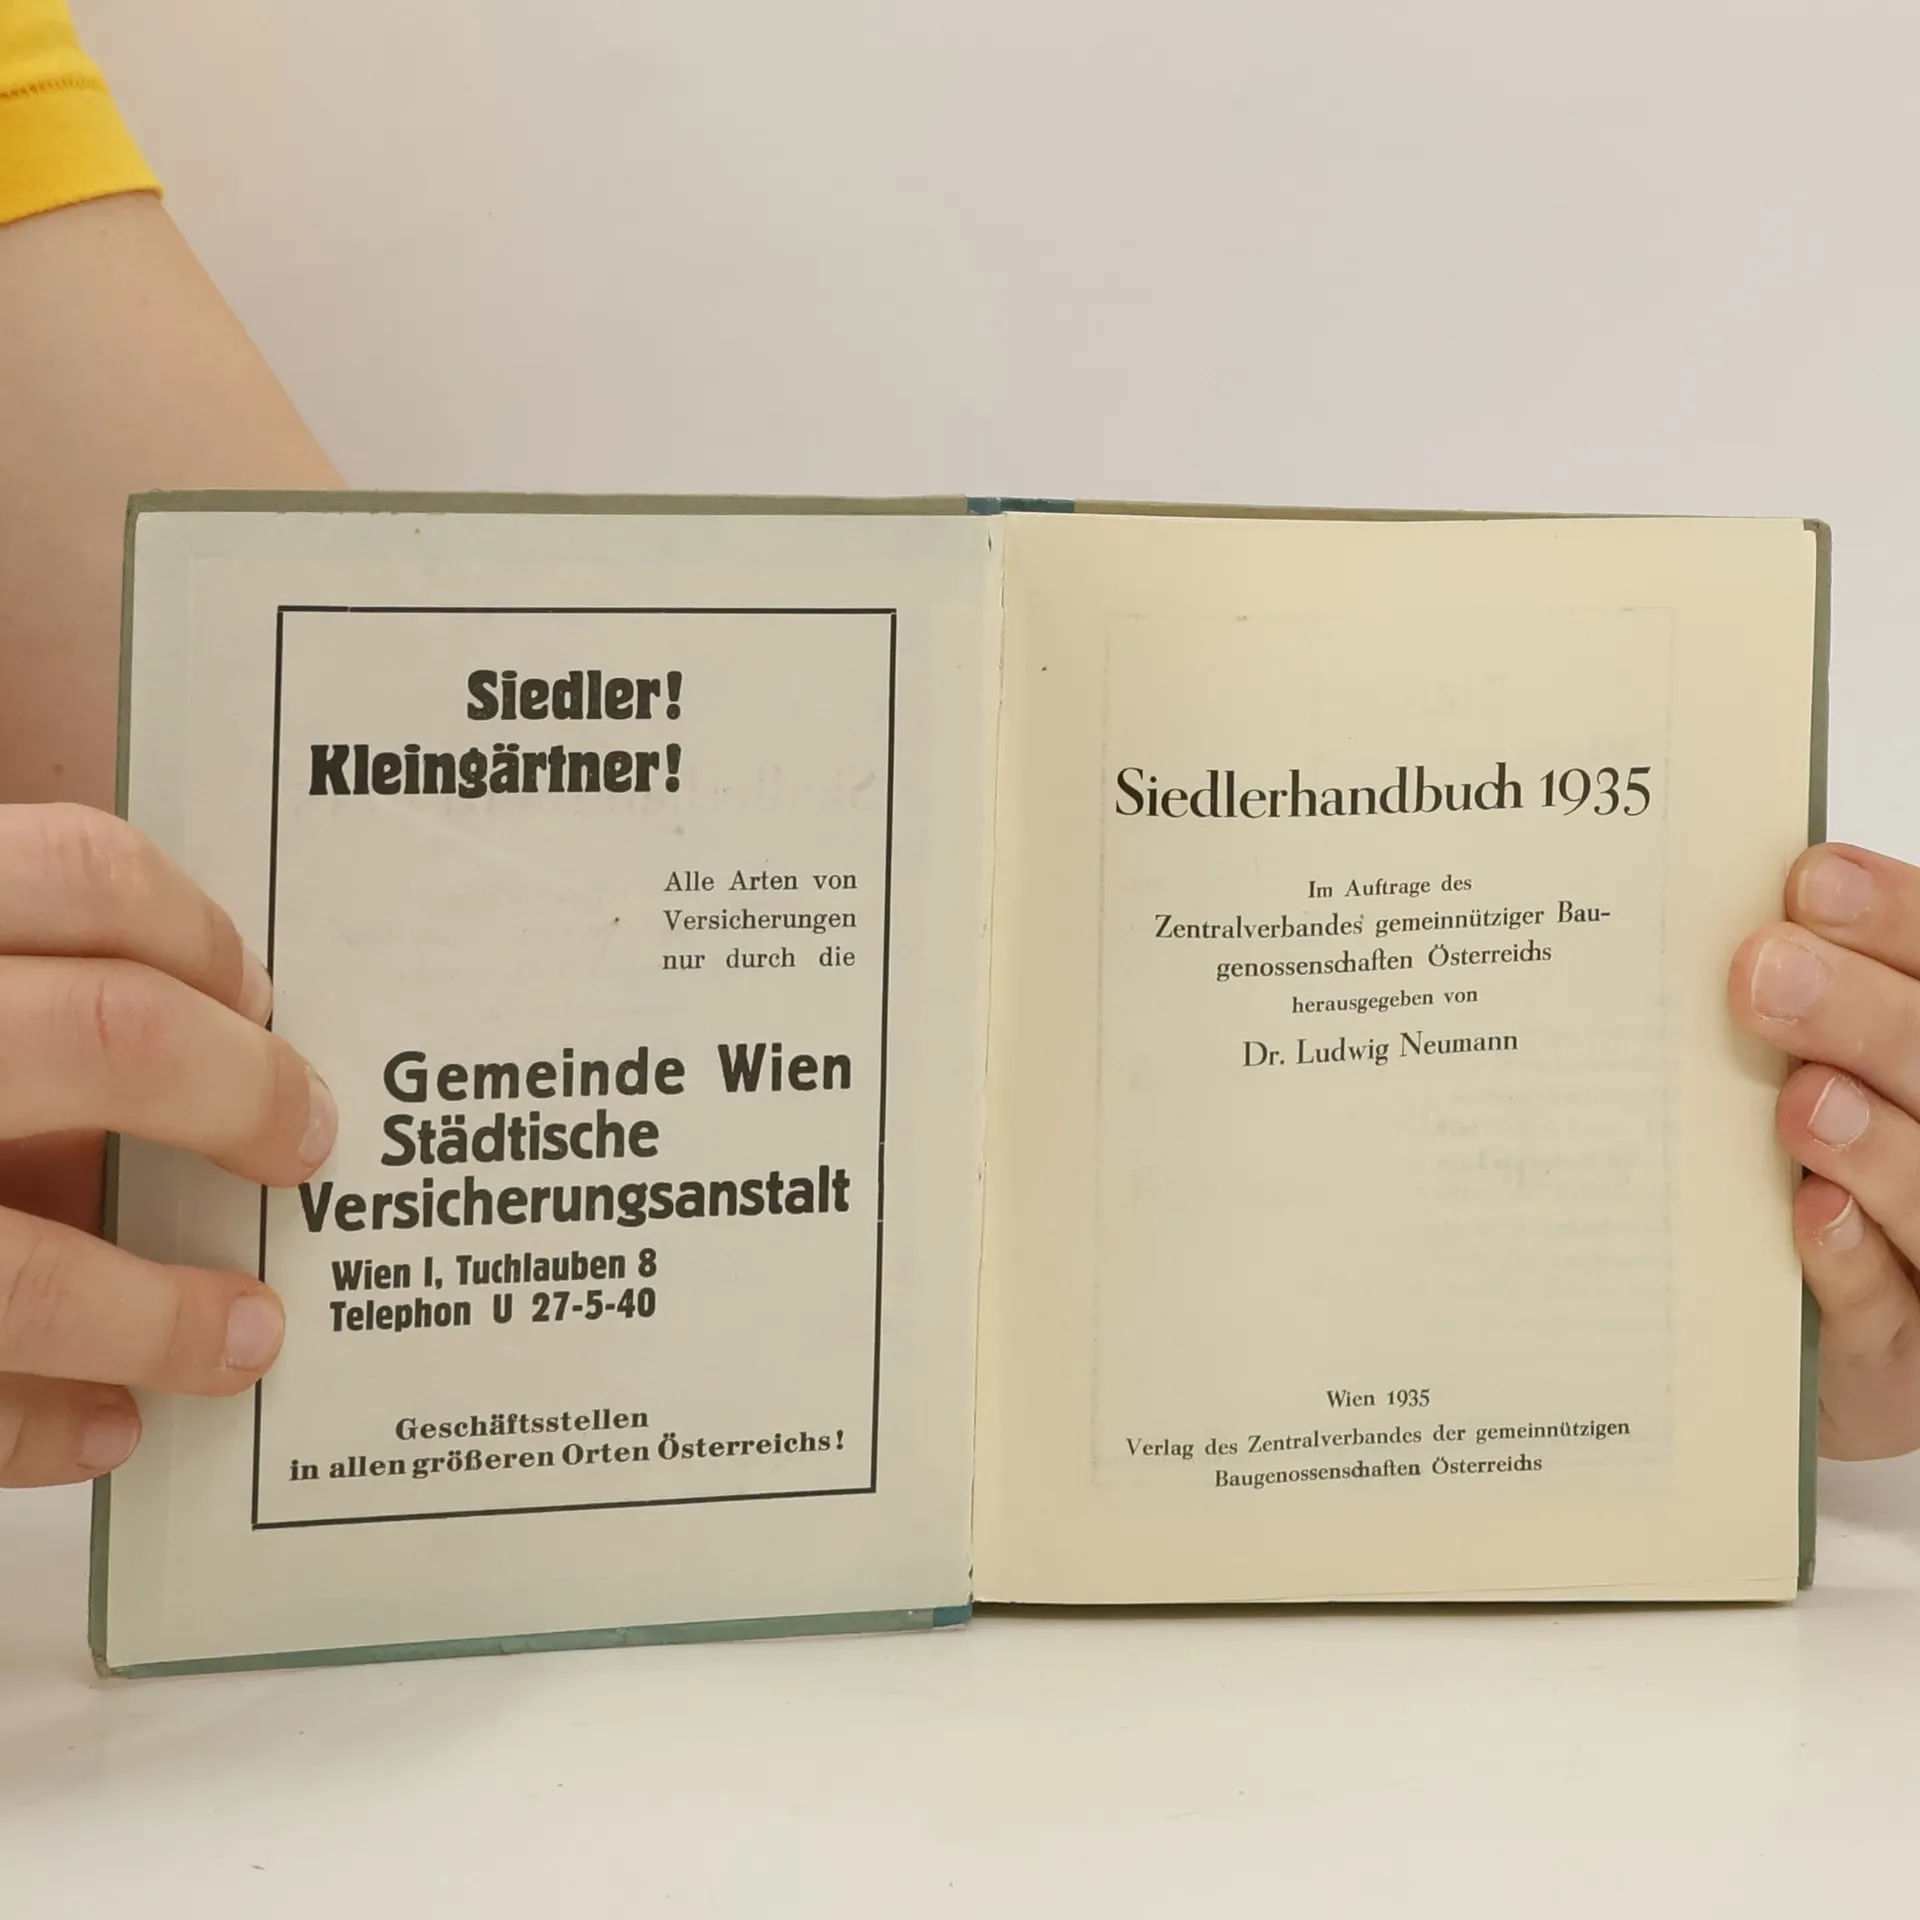 Siedler!
Kleingärtner!
Alle Arten von
Versicherungen
nur durch die
Gemeinde Wien
Städtische
Versicherungsanstalt
Wien I, Tuchlauben 8
Telephon U 27-5-40
Geschäftsstellen
in allen größeren Orten Österreichs!
Siedlerhandbuch 1935
Im Auftrage des
Zentralverbandes gemeinnütziger Bau-
genossenschaften Österreichs
herausgegeben von
Dr. Ludwig Neumann
Wien 1935
Verlag des Zentralverbandes der gemeinnützigen
Baugenossenschaften Österreichs